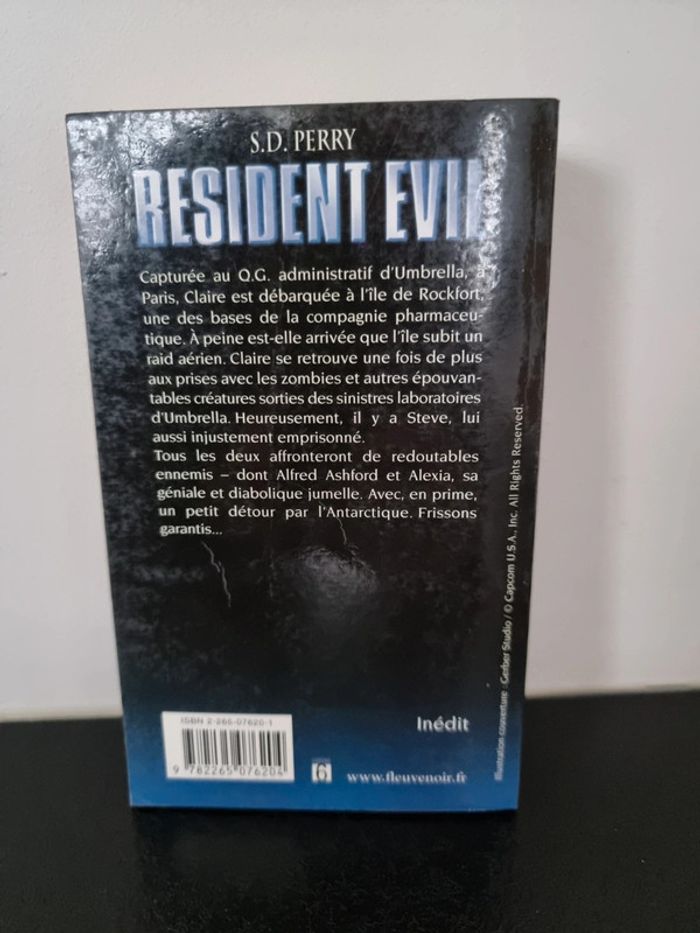 S.D. PERRY
RESIDENT EVIL
Capturée au Q.G. administratif d'Umbrella, à
Paris, Claire est débarquée à l'île de Rockfort,
une des bases de la compagnie pharmaceu-
tique. À peine est-elle arrivée que l'île subit un
raid aérien. Claire se retrouve une fois de plus
aux prises avec les zombies et autres épouvan-
tables créatures sorties des sinistres laboratoires
d'Umbrella. Heureusement, il y a Steve, lui
aussi injustement emprisonné.
Tous les deux affronteront de redoutables
ennemis – dont Alfred Ashford et Alexia, sa
géniale et diabolique jumelle. Avec, en prime,
un petit détour par l'Antarctique. Frissons
garantis...
Illustration couverture : Gerber Studio / © Capcom U.S.A., Inc. All Rights Reserved.
Inédit
ISBN 2-265-07620-1
9 782265 076204
6
www.fleuvenoir.fr